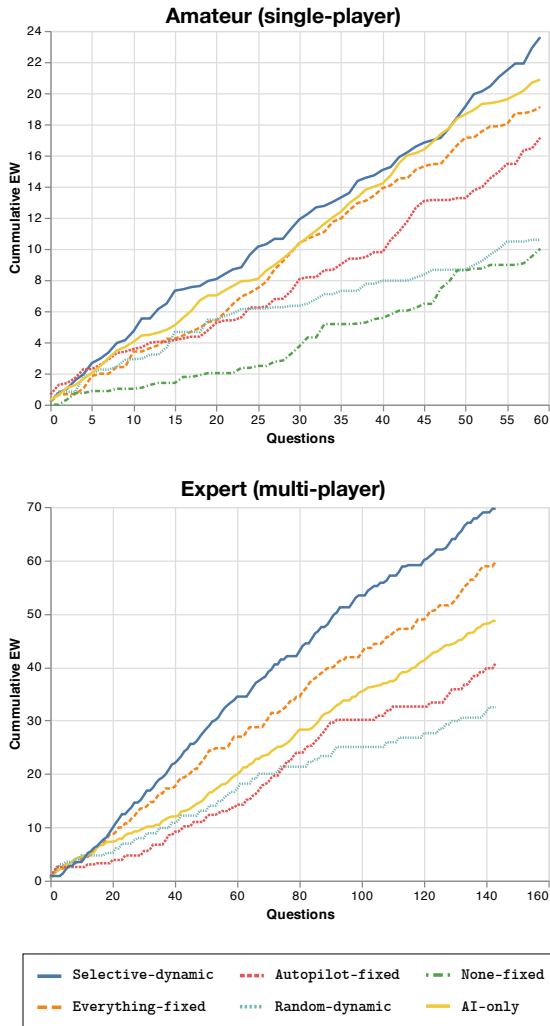 Amateur (single-player)
24
22
20
18
16
14
12
10
8
6
4
2
0
Cummulative EW
0 5 10 15 20 25 30 35 40 45 50 55 59
Questions
Expert (multi-player)
70
60
50
40
30
20
10
0
Cummulative EW
0 20 40 60 80 100 120 140 160
Questions
Selective-dynamic Autopilot-fixed None-fixed
Everything-fixed Random-dynamic AI-only